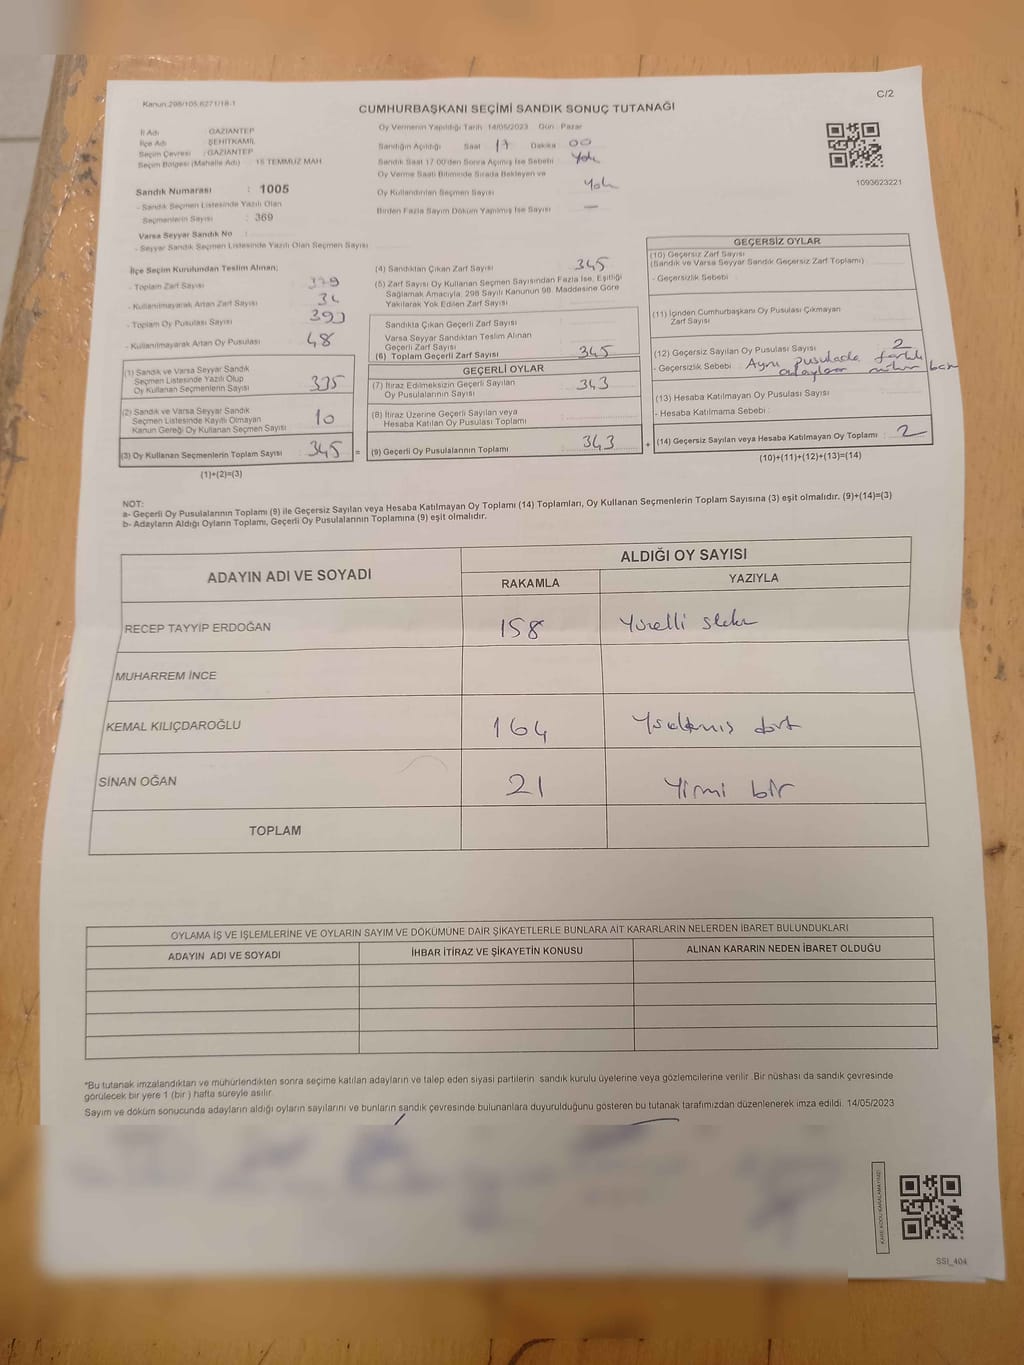 Kanun:298/105,6271/18-1
C/2
CUMHURBAŞKANI SEÇİMİ SANDIK SONUÇ TUTANAĞI
İl Adı GAZİANTEP
İlçe Adı ŞEHİTKAMİL
Seçim Çevresi : GAZİANTEP
Seçim Bölgesi (Mahalle Adı) 15 TEMMUZ MAH.
Sandık Numarası : 1005
- Sandık Seçmen Listesinde Yazılı Olan
Seçmenlerin Sayısı : 369
Varsa Seyyar Sandık No :
- Seyyar Sandık Seçmen Listesinde Yazılı Olan Seçmen Sayısı
Oy Vermenin Yapıldığı Tarih 14/05/2023 Gün : Pazar
Sandığın Açıldığı Saat 17 Dakika 00
Sandık Saat 17:00'den Sonra Açılmış İse Sebebi : Yok
Oy Verme Saati Bitiminde Sırada Bekleyen ve
Oy Kullandırılan Seçmen Sayısı Yok
Birden Fazla Sayım Döküm Yapılmış İse Sayısı —
1093623221
İlçe Seçim Kurulundan Teslim Alınan;
- Toplam Zarf Sayısı 379
- Kullanılmayarak Artan Zarf Sayısı 34
- Toplam Oy Pusulası Sayısı
- Kullanılmayarak Artan Oy Pusulası 48
(1) Sandık ve Varsa Seyyar Sandık
Seçmen Listesinde Yazılı Olup
Oy Kullanan Seçmenlerin Sayısı 335
(2) Sandık ve Varsa Seyyar Sandık
Seçmen Listesinde Kayıtlı Olmayan
Kanun Gereği Oy Kullanan Seçmen Sayısı 10
(3) Oy Kullanan Seçmenlerin Toplam Sayısı : 345 =
(1)+(2)=(3)
(4) Sandıktan Çıkan Zarf Sayısı 345
(5) Zarf Sayısı Oy Kullanan Seçmen Sayısından Fazla İse, Eşitliği
Sağlamak Amacıyla, 298 Sayılı Kanunun 98. Maddesine Göre
Yakılarak Yok Edilen Zarf Sayısı
Sandıkta Çıkan Geçerli Zarf Sayısı
Varsa Seyyar Sandıktan Teslim Alınan
Geçerli Zarf Sayısı
(6) Toplam Geçerli Zarf Sayısı 345
GEÇERLİ OYLAR
(7) İtiraz Edilmeksizin Geçerli Sayılan
Oy Pusulalarının Sayısı 343
(8) İtiraz Üzerine Geçerli Sayılan veya
Hesaba Katılan Oy Pusulası Toplamı
(9) Geçerli Oy Pusulalarının Toplamı 343 +
GEÇERSİZ OYLAR
(10) Geçersiz Zarf Sayısı
(Sandık ve Varsa Seyyar Sandık Geçersiz Zarf Toplamı)
- Geçersizlik Sebebi :
(11) İçinden Cumhurbaşkanı Oy Pusulası Çıkmayan
Zarf Sayısı
(12) Geçersiz Sayılan Oy Pusulası Sayısı 2
- Geçersizlik Sebebi : Aynı pusulada farklı
adaylara mühür
(13) Hesaba Katılmayan Oy Pusulası Sayısı
- Hesaba Katılmama Sebebi :
(14) Geçersiz Sayılan veya Hesaba Katılmayan Oy Toplamı : 2
(10)+(11)+(12)+(13)=(14)
NOT:
a- Geçerli Oy Pusulalarının Toplamı (9) ile Geçersiz Sayılan veya Hesaba Katılmayan Oy Toplamı (14) Toplamları, Oy Kullanan Seçmenlerin Toplam Sayısına (3) eşit olmalıdır. (9)+(14)=(3)
b- Adayların Aldığı Oyların Toplamı, Geçerli Oy Pusulalarının Toplamına (9) eşit olmalıdır.
ADAYIN ADI VE SOYADI
ALDIĞI OY SAYISI
RAKAMLA YAZIYLA
RECEP TAYYİP ERDOĞAN 158 Yüzelli sekiz
MUHARREM İNCE
KEMAL KILIÇDAROĞLU 164 Yüzaltmış dört
SİNAN OĞAN 21 Yirmi bir
TOPLAM
OYLAMA İŞ VE İŞLEMLERİNE VE OYLARIN SAYIM VE DÖKÜMÜNE DAİR ŞİKAYETLERLE BUNLARA AİT KARARLARIN NELERDEN İBARET BULUNDUKLARI
ADAYIN ADI VE SOYADI İHBAR İTİRAZ VE ŞİKAYETİN KONUSU ALINAN KARARIN NEDEN İBARET OLDUĞU
*Bu tutanak imzalandıktan ve mühürlendikten sonra seçime katılan adayların ve talep eden siyasi partilerin sandık kurulu üyelerine veya gözlemcilerine verilir. Bir nüshası da sandık çevresinde
görülecek bir yere 1 (bir) hafta süreyle asılır.
Sayım ve döküm sonucunda adayların aldığı oyların sayılarını ve bunların sandık çevresinde bulunanlara duyurulduğunu gösteren bu tutanak tarafımızdan düzenlenerek imza edildi. 14/05/2023
KARE KODU KARALAMAYINIZ!
SSI_404